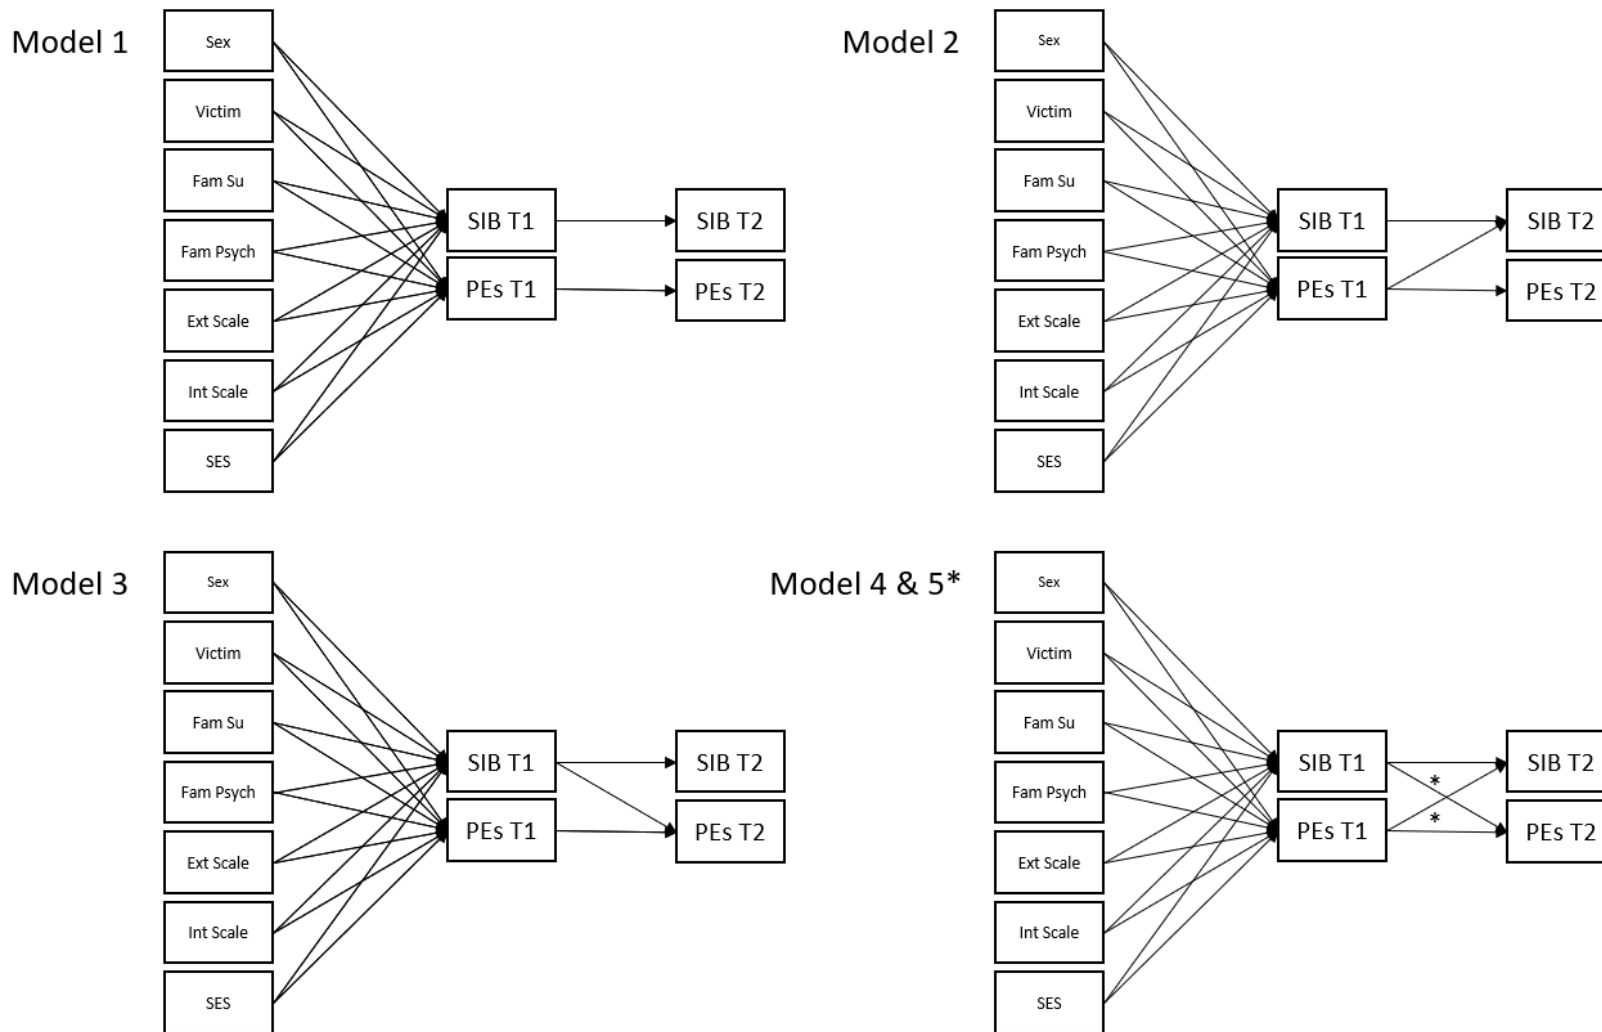 Model 1
Sex
Victim
Fam Su
Fam Psych
Ext Scale
Int Scale
SES
SIB T1
PEs T1
SIB T2
PEs T2
Model 2
Sex
Victim
Fam Su
Fam Psych
Ext Scale
Int Scale
SES
SIB T1
PEs T1
SIB T2
PEs T2
Model 3
Sex
Victim
Fam Su
Fam Psych
Ext Scale
Int Scale
SES
SIB T1
PEs T1
SIB T2
PEs T2
Model 4 & 5*
Sex
Victim
Fam Su
Fam Psych
Ext Scale
Int Scale
SES
SIB T1
PEs T1
*
*
SIB T2
PEs T2